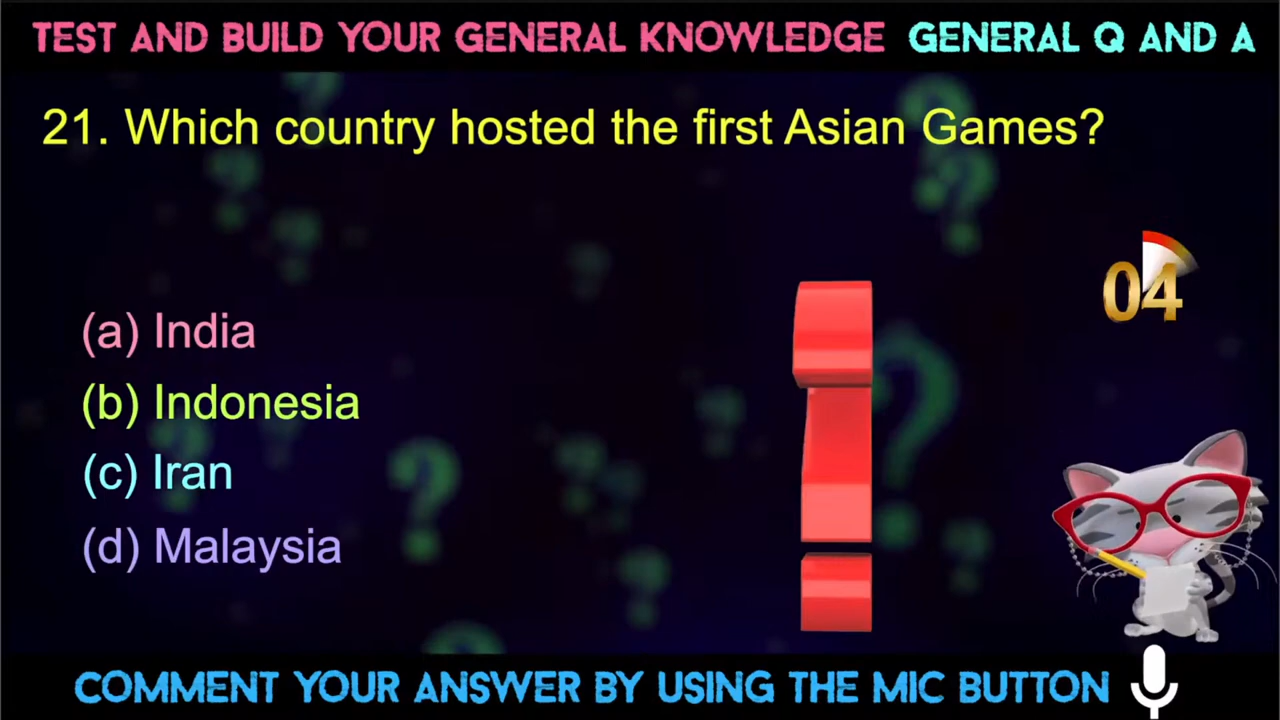 TEST AND BUILD YOUR GENERAL KNOWLEDGE GENERAL Q AND A
21. Which country hosted the first Asian Games?
04
(a) India
(b) Indonesia
(c) Iran
(d) Malaysia
COMMENT YOUR ANSWER BY USING THE MIC BUTTON